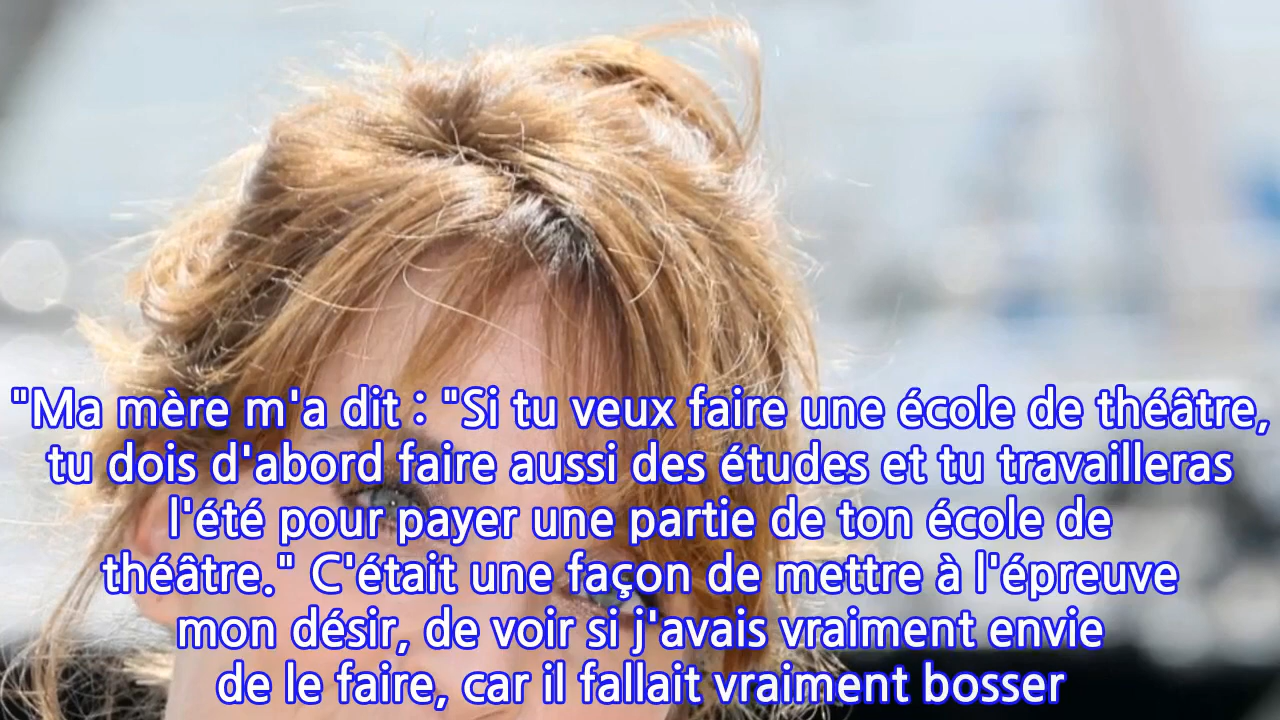 "Ma mère m'a dit : "Si tu veux faire une école de théâtre,
tu dois d'abord faire aussi des études et tu travailleras
l'été pour payer une partie de ton école de
théâtre." C'était une façon de mettre à l'épreuve
mon désir, de voir si j'avais vraiment envie
de le faire, car il fallait vraiment bosser